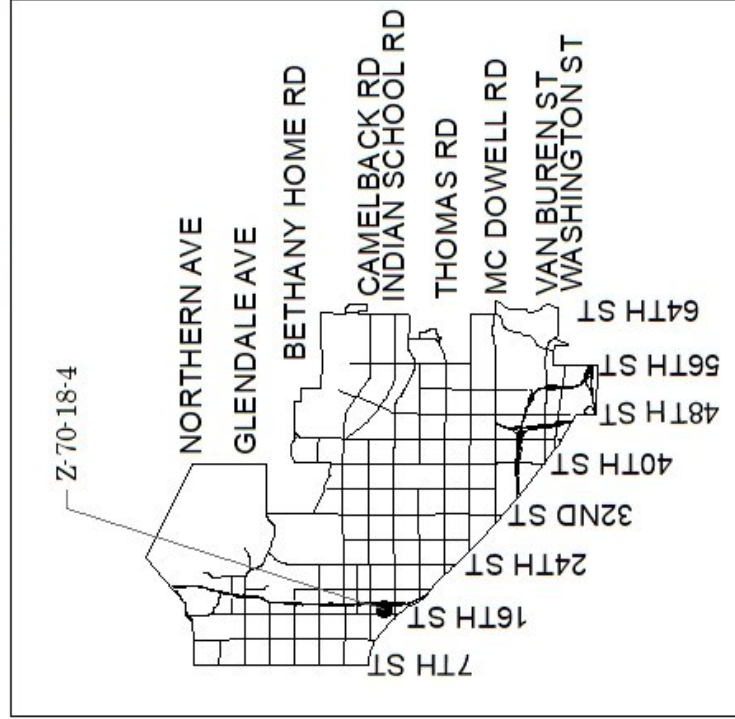 Z-70-18-4
NORTHERN AVE
GLENDALE AVE
BETHANY HOME RD
CAMELBACK RD
INDIAN SCHOOL RD
THOMAS RD
MC DOWELL RD
VAN BUREN ST
WASHINGTON ST
7TH ST
16TH ST
24TH ST
32ND ST
40TH ST
48TH ST
56TH ST
64TH ST